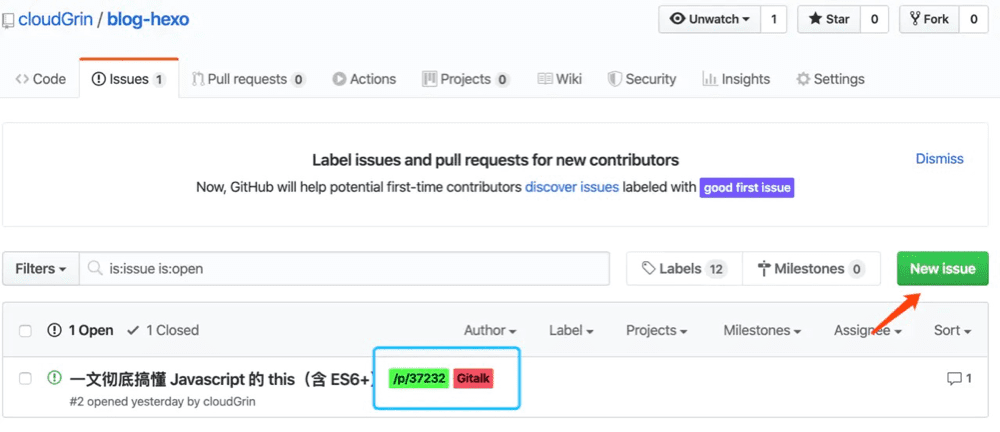 cloudGrin / blog-hexo
Unwatch 1 Star 0 Fork 0
Code Issues 1 Pull requests 0 Actions Projects 0 Wiki Security Insights Settings
Label issues and pull requests for new contributors
Dismiss
Now, GitHub will help potential first-time contributors discover issues labeled with good first issue
Filters is:issue is:open Labels 12 Milestones 0 New issue
1 Open 1 Closed Author Label Projects Milestones Assignee Sort
一文彻底搞懂 Javascript 的 this（含 ES6+） /p/37232 Gitalk 1
#2 opened yesterday by cloudGrin